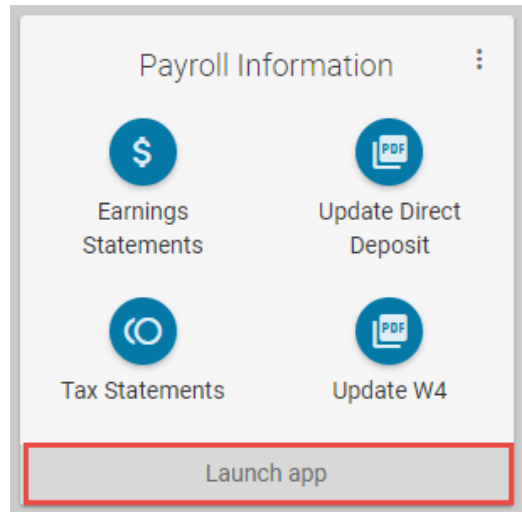 Payroll Information
$
Earnings
Statements
PDF
Update Direct
Deposit
Tax Statements
PDF
Update W4
Launch app